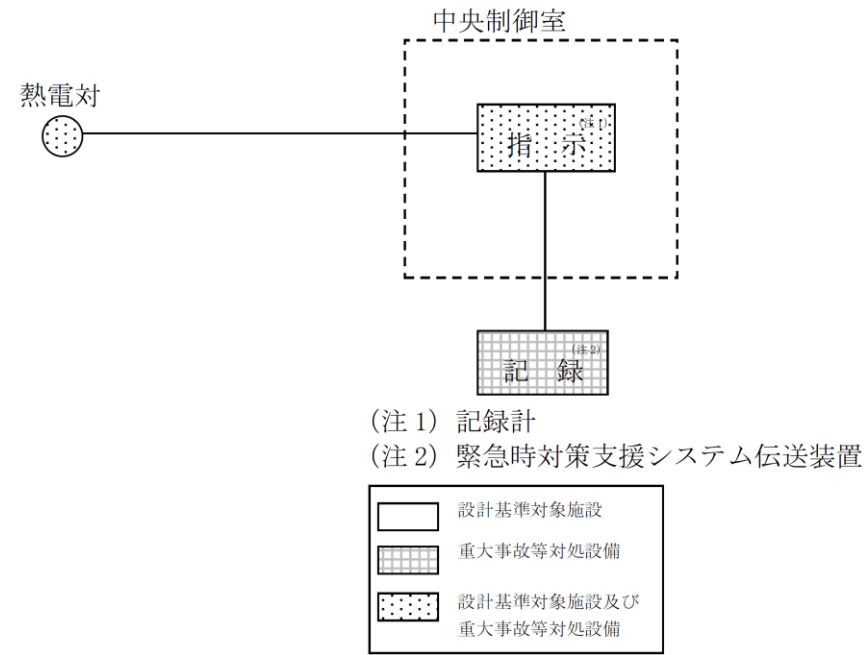 中央制御室
熱電対
(注1)
指 示
(注2)
記 録
(注 1) 記録計
(注 2) 緊急時対策支援システム伝送装置
設計基準対象施設
重大事故等対処設備
設計基準対象施設及び
重大事故等対処設備